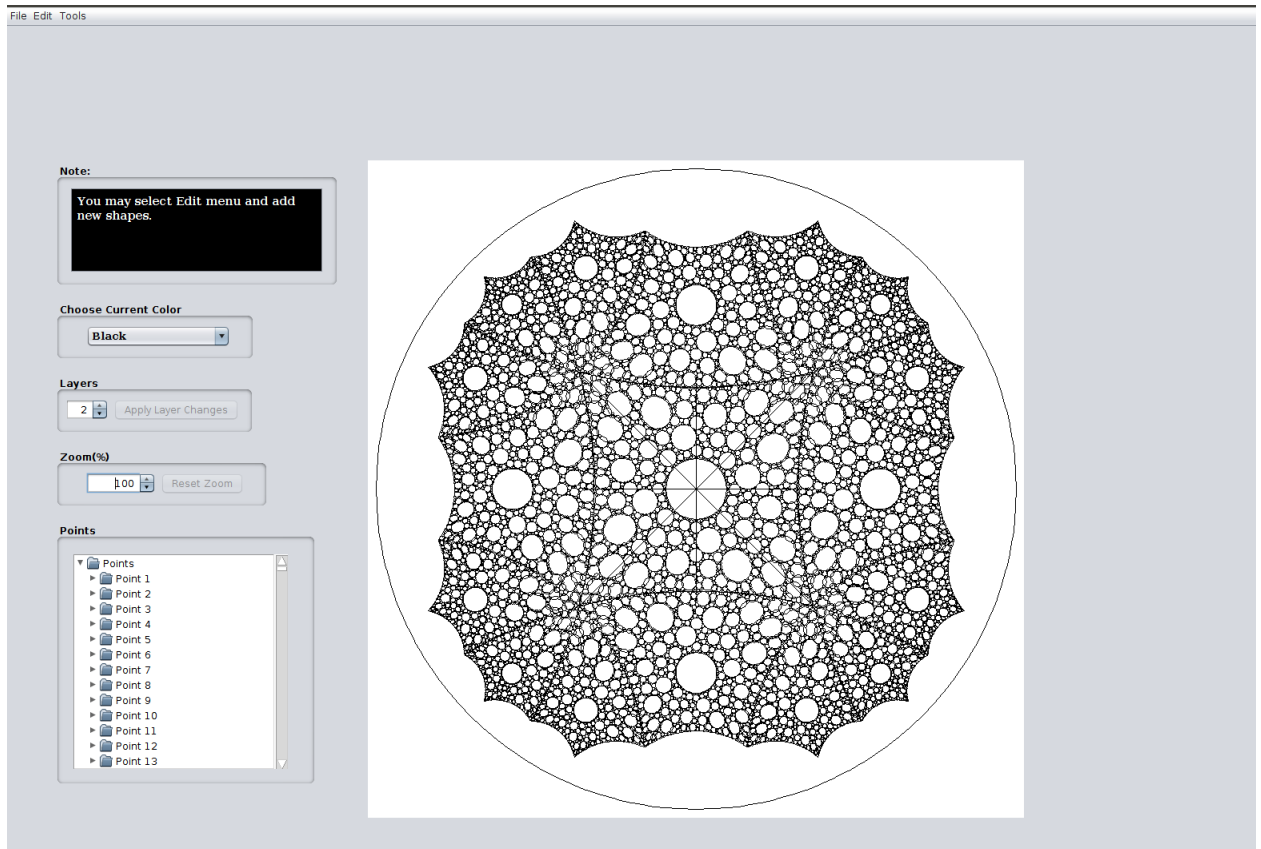 File Edit Tools
Note:
You may select Edit menu and add
new shapes.
Choose Current Color
Black
Layers
2 Apply Layer Changes
Zoom(%)
100 Reset Zoom
Points
Points
Point 1
Point 2
Point 3
Point 4
Point 5
Point 6
Point 7
Point 8
Point 9
Point 10
Point 11
Point 12
Point 13